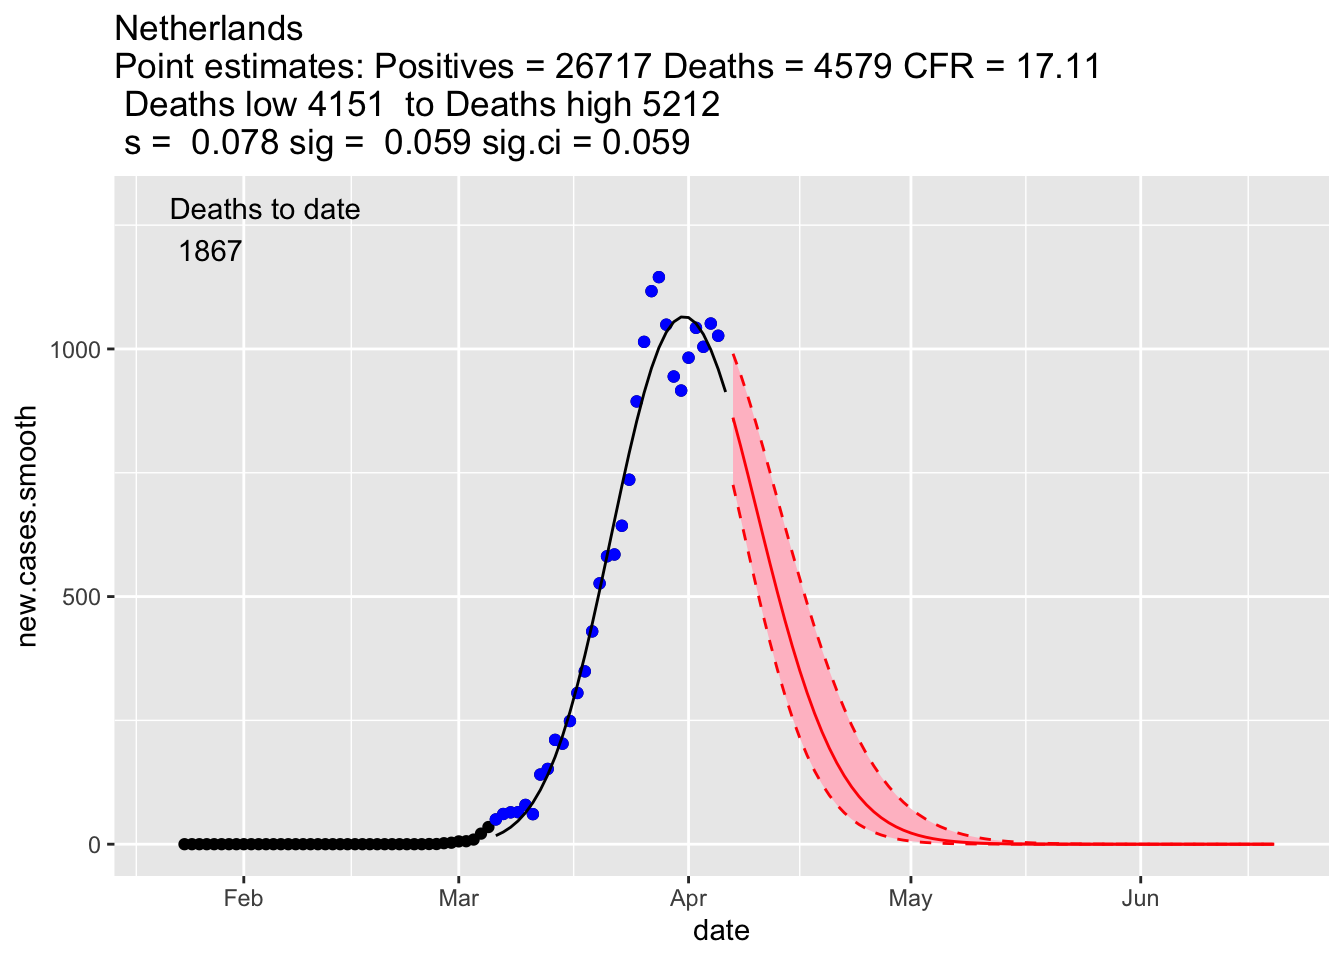 Netherlands
Point estimates: Positives = 26717 Deaths = 4579 CFR = 17.11
Deaths low 4151  to Deaths high 5212
s =  0.078 sig =  0.059 sig.ci = 0.059
Deaths to date
1867
new.cases.smooth
1000
500
0
Feb
Mar
Apr
May
Jun
date